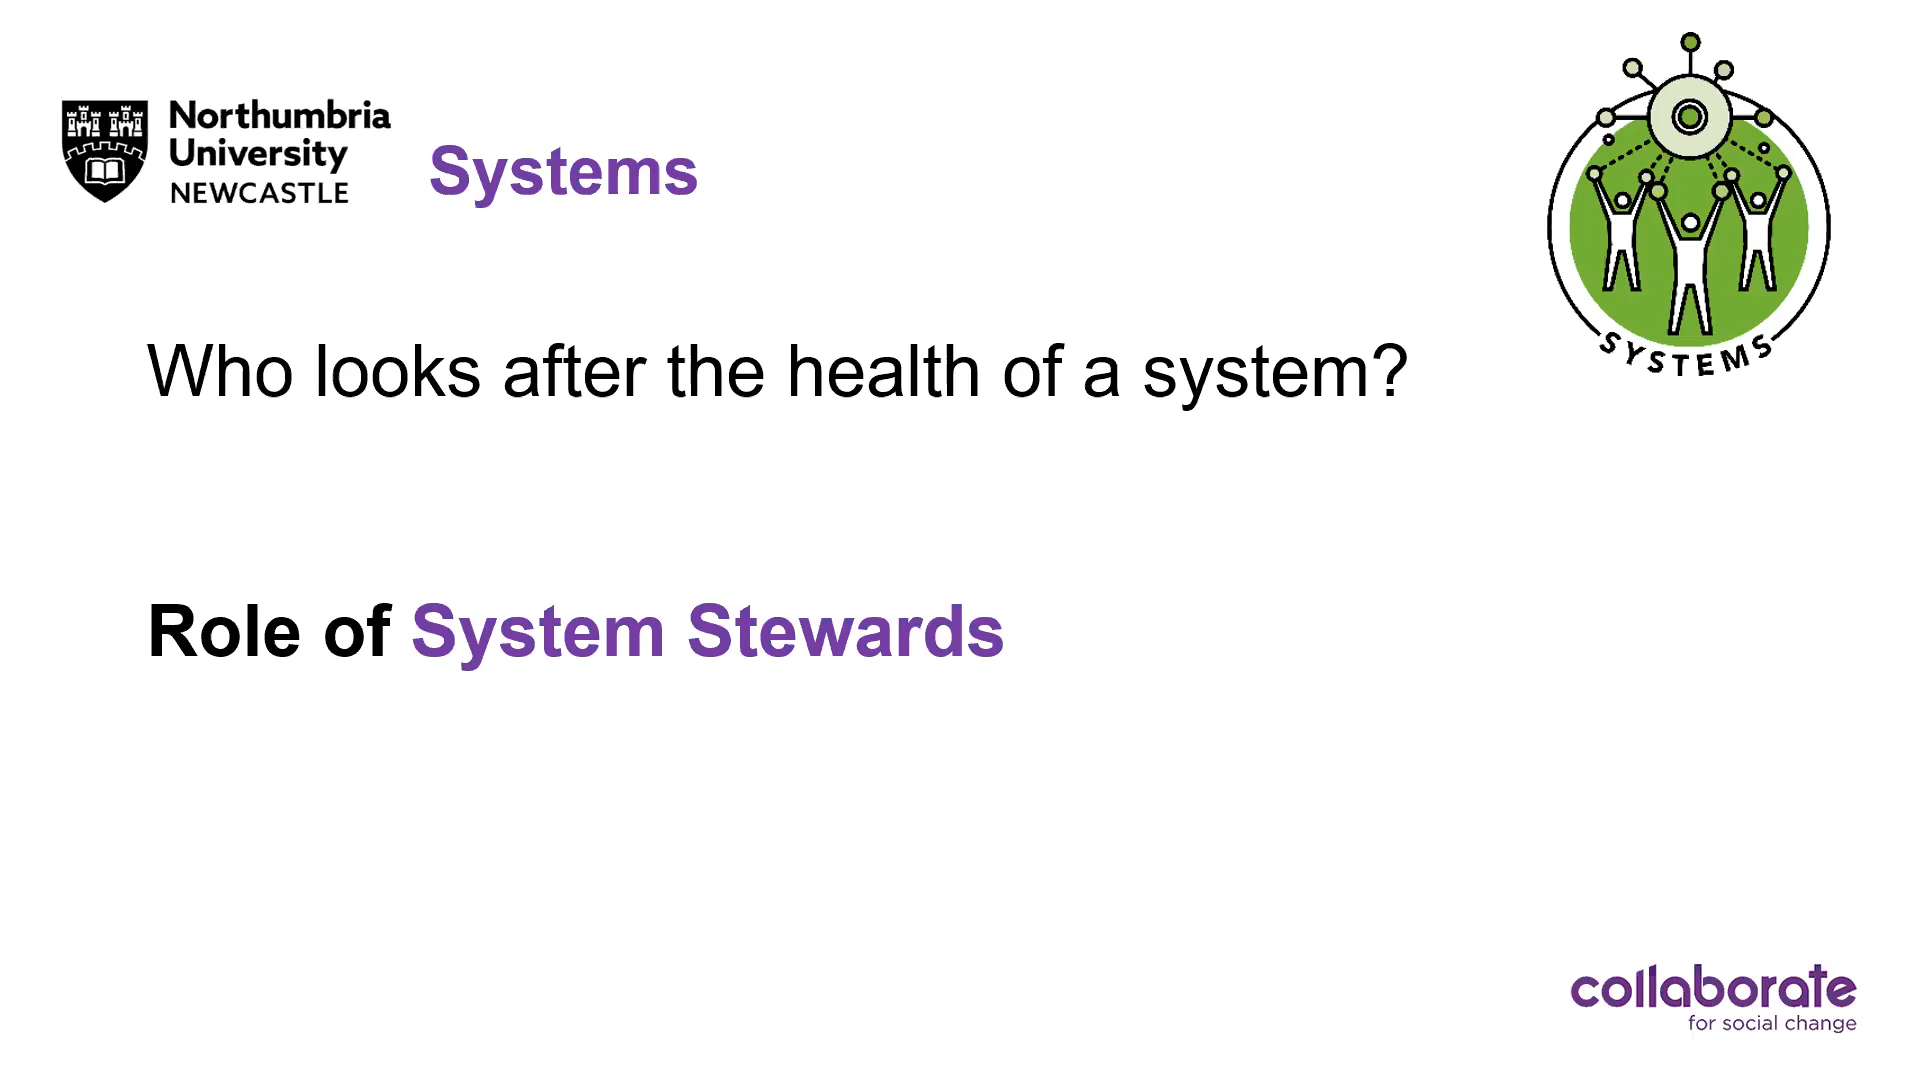 Northumbria
University
NEWCASTLE
Systems
SYSTEMS
Who looks after the health of a system?
Role of System Stewards
collaborate
for social change